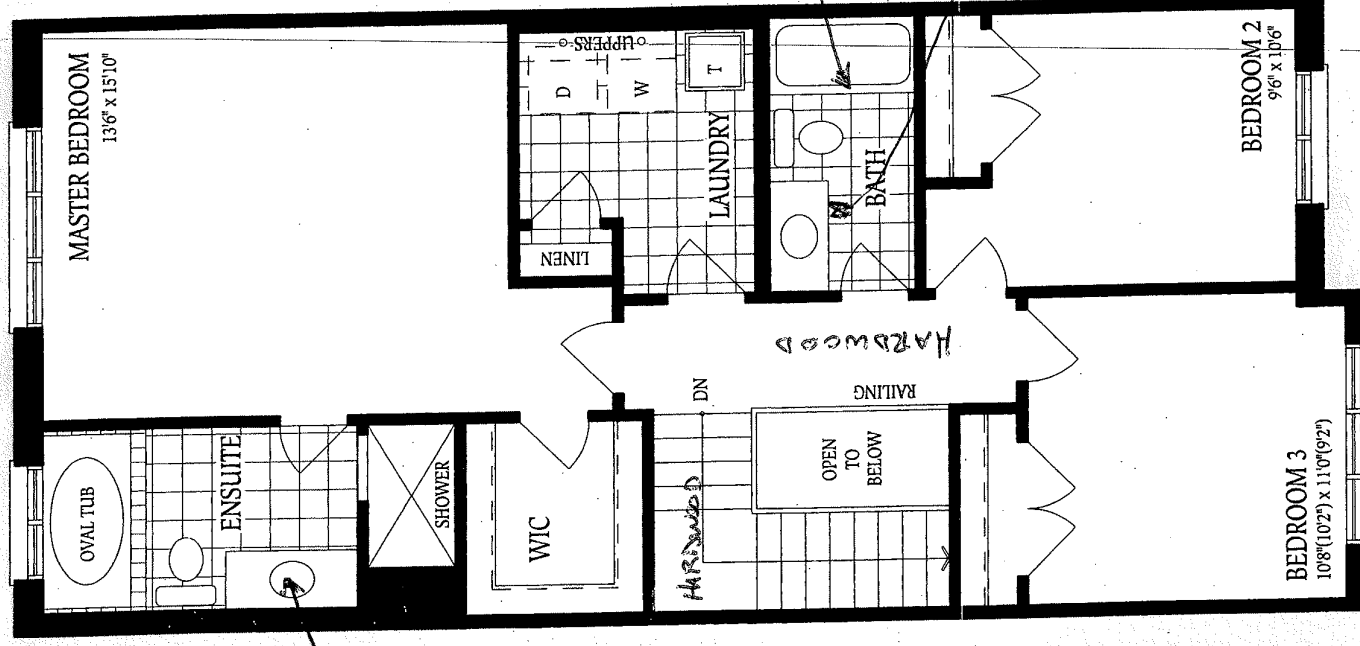 MASTER BEDROOM
13'6" x 15'10"
UPPERS
D
W
T
LAUNDRY
LINEN
BATH
BEDROOM 2
9'6" x 10'6"
HARDWOOD
DN
RAILING
OPEN
TO
BELOW
HARDWOOD
OVAL TUB
ENSUITE
SHOWER
WIC
BEDROOM 3
10'8"(10'2") x 11'0"(9'2")